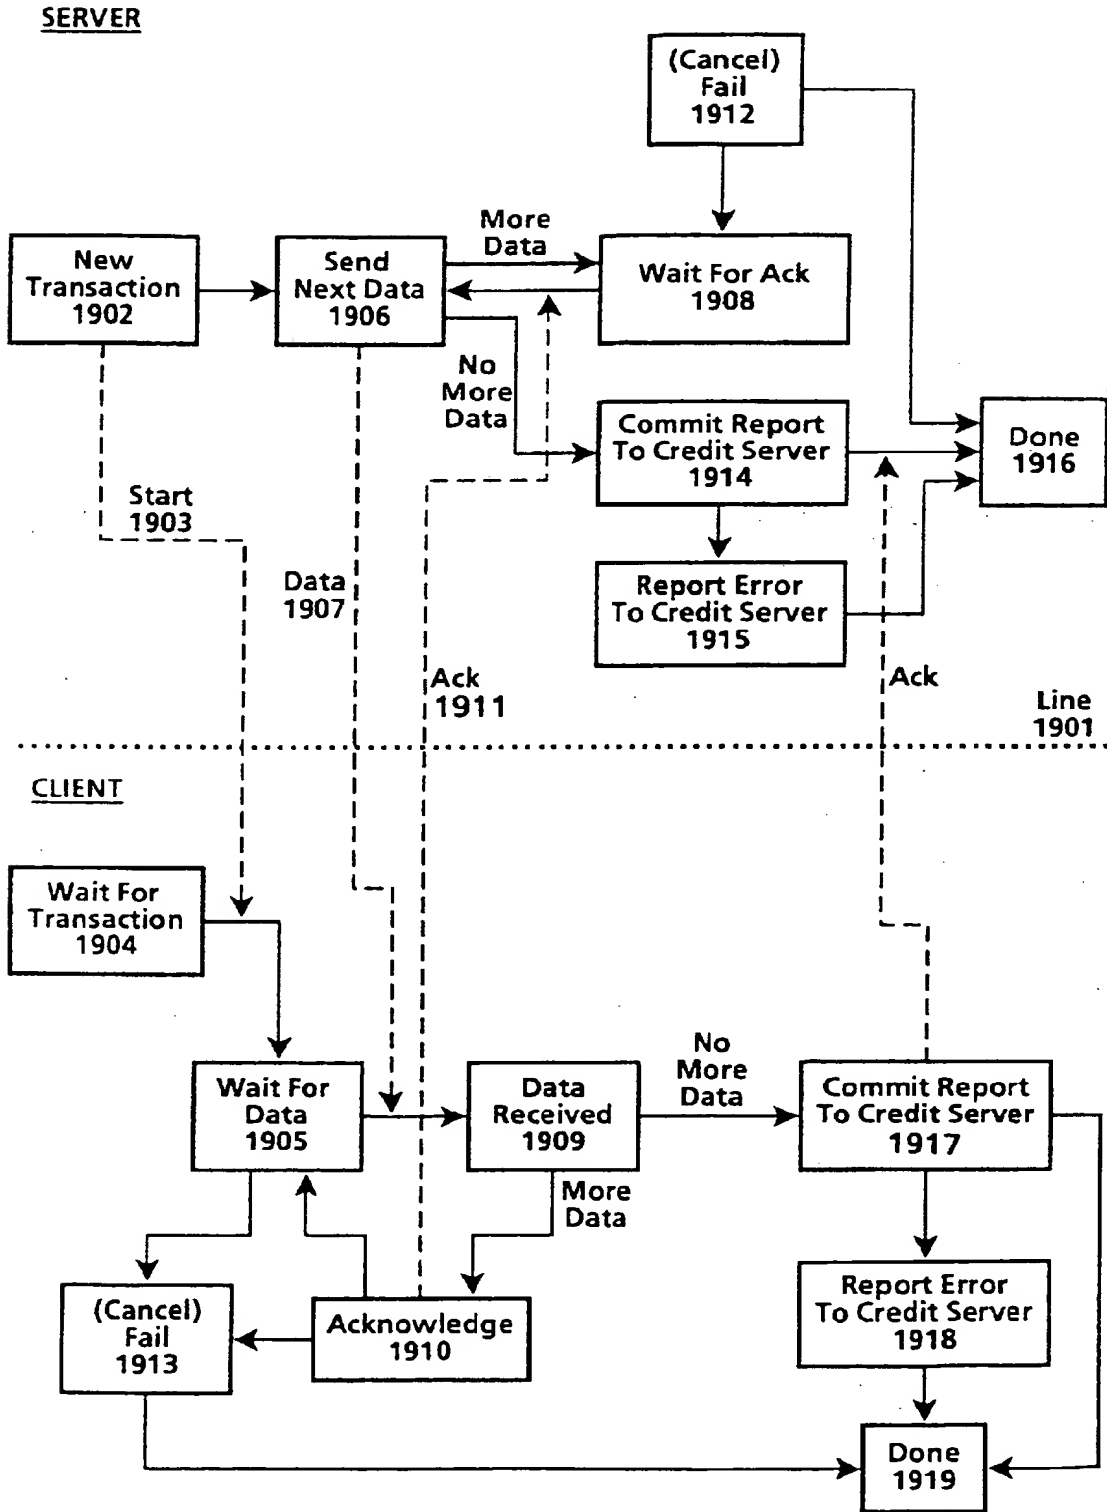 SERVER
(Cancel)
Fail
1912
More
Data
New
Transaction
1902
Send
Next Data
1906
Wait For Ack
1908
No
More
Data
Commit Report
To Credit Server
1914
Done
1916
Start
1903
Data
1907
Report Error
To Credit Server
1915
Ack
1911
Ack
Line
1901
CLIENT
Wait For
Transaction
1904
Wait For
Data
1905
Data
Received
1909
No
More
Data
Commit Report
To Credit Server
1917
More
Data
(Cancel)
Fail
1913
Acknowledge
1910
Report Error
To Credit Server
1918
Done
1919